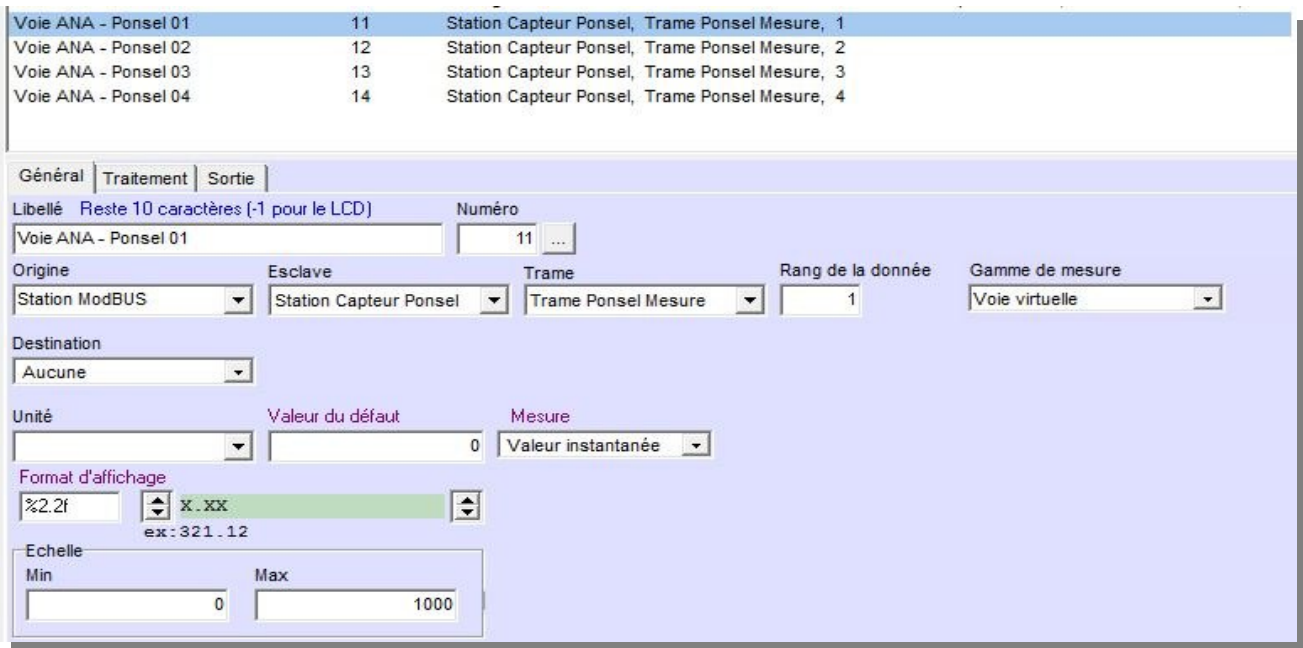 Voie ANA - Ponsel 01 11 Station Capteur Ponsel, Trame Ponsel Mesure, 1
Voie ANA - Ponsel 02 12 Station Capteur Ponsel, Trame Ponsel Mesure, 2
Voie ANA - Ponsel 03 13 Station Capteur Ponsel, Trame Ponsel Mesure, 3
Voie ANA - Ponsel 04 14 Station Capteur Ponsel, Trame Ponsel Mesure, 4
Général Traitement Sortie
Libellé Reste 10 caractères (-1 pour le LCD) Numéro
Voie ANA - Ponsel 01 11 ...
Origine Esclave Trame Rang de la donnée Gamme de mesure
Station ModBUS Station Capteur Ponsel Trame Ponsel Mesure 1 Voie virtuelle
Destination
Aucune
Unité Valeur du défaut Mesure
0 Valeur instantanée
Format d'affichage
%2.2f X.XX
ex:321.12
Echelle
Min Max
0 1000